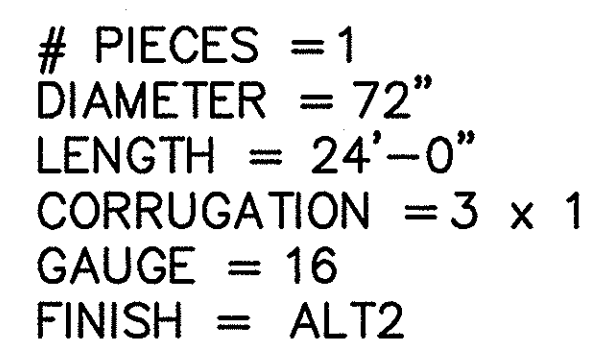 # PIECES = 1
DIAMETER = 72"
LENGTH = 24'-0"
CORRUGATION = 3 x 1
GAUGE = 16
FINISH = ALT2